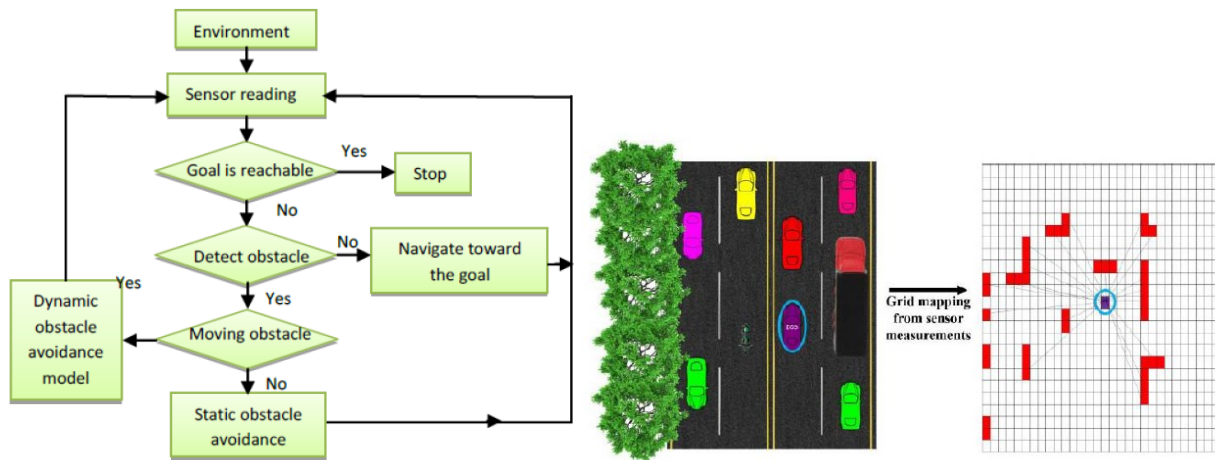 Environment
Sensor reading
Goal is reachable
Yes
Stop
No
Detect obstacle
No
Navigate toward
the goal
Yes
Yes
Dynamic
obstacle
avoidance
model
Moving obstacle
No
Static obstacle
avoidance
Grid mapping
from sensor
measurements